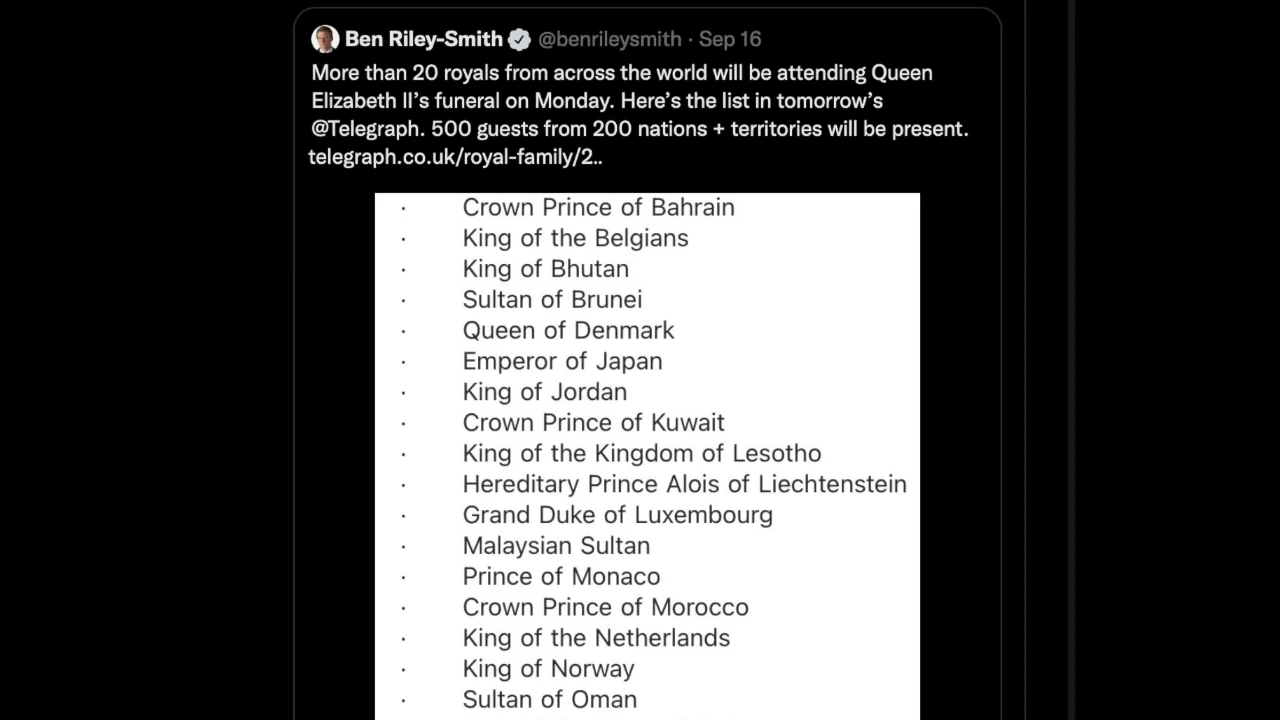 Ben Riley-Smith @benrileysmith · Sep 16
More than 20 royals from across the world will be attending Queen
Elizabeth II’s funeral on Monday. Here’s the list in tomorrow’s
@Telegraph. 500 guests from 200 nations + territories will be present.
telegraph.co.uk/royal-family/2..
· Crown Prince of Bahrain
· King of the Belgians
· King of Bhutan
· Sultan of Brunei
· Queen of Denmark
· Emperor of Japan
· King of Jordan
· Crown Prince of Kuwait
· King of the Kingdom of Lesotho
· Hereditary Prince Alois of Liechtenstein
· Grand Duke of Luxembourg
· Malaysian Sultan
· Prince of Monaco
· Crown Prince of Morocco
· King of the Netherlands
· King of Norway
· Sultan of Oman